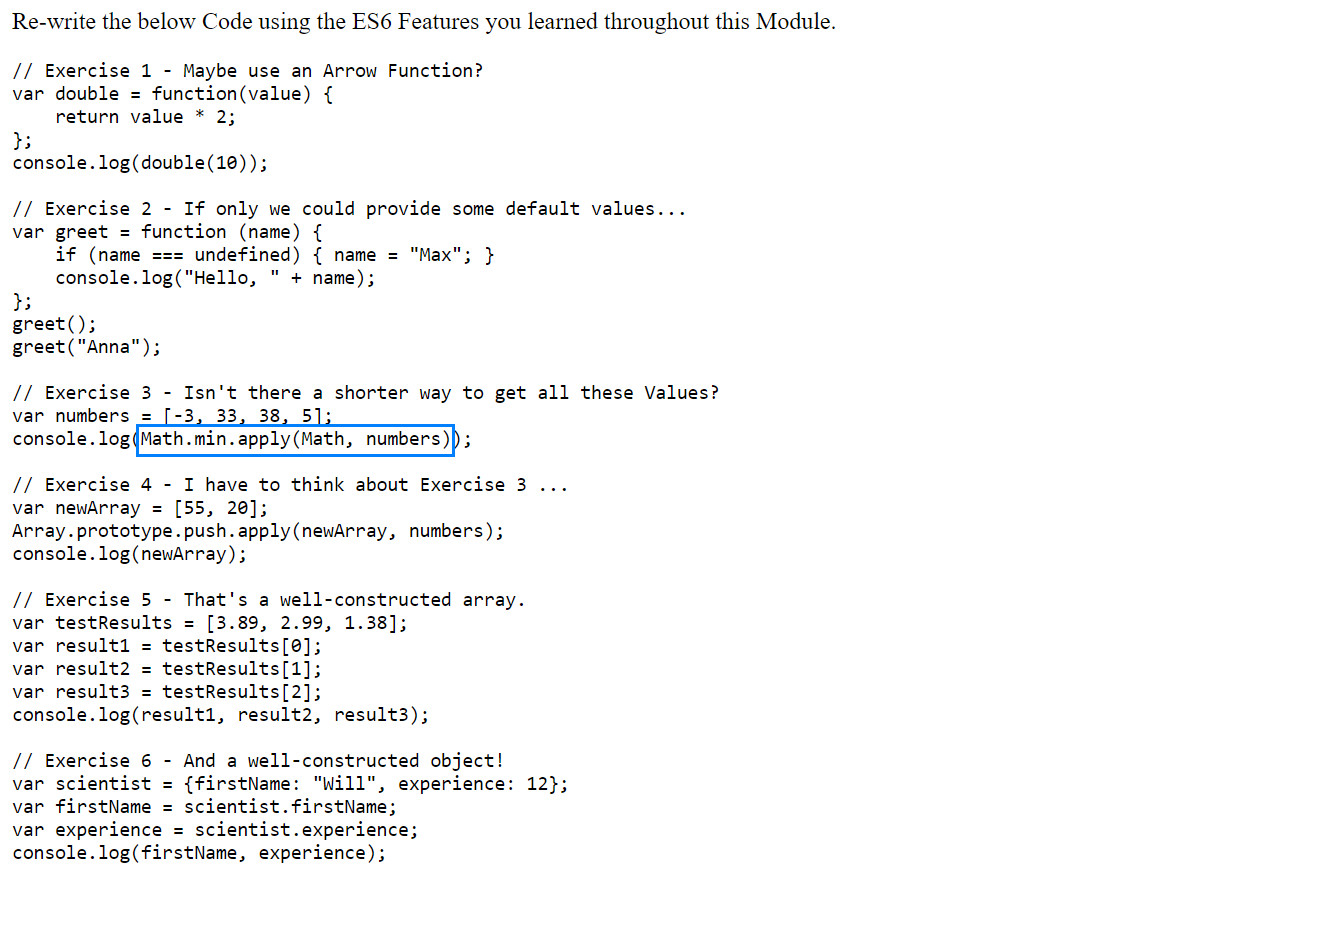 Re-write the below Code using the ES6 Features you learned throughout this Module.
// Exercise 1 - Maybe use an Arrow Function?
var double = function(value) {
    return value * 2;
};
console.log(double(10));
// Exercise 2 - If only we could provide some default values...
var greet = function (name) {
    if (name === undefined) { name = "Max"; }
    console.log("Hello, " + name);
};
greet();
greet("Anna");
// Exercise 3 - Isn't there a shorter way to get all these Values?
var numbers = [-3, 33, 38, 5];
console.log(Math.min.apply(Math, numbers));
// Exercise 4 - I have to think about Exercise 3 ...
var newArray = [55, 20];
Array.prototype.push.apply(newArray, numbers);
console.log(newArray);
// Exercise 5 - That's a well-constructed array.
var testResults = [3.89, 2.99, 1.38];
var result1 = testResults[0];
var result2 = testResults[1];
var result3 = testResults[2];
console.log(result1, result2, result3);
// Exercise 6 - And a well-constructed object!
var scientist = {firstName: "Will", experience: 12};
var firstName = scientist.firstName;
var experience = scientist.experience;
console.log(firstName, experience);